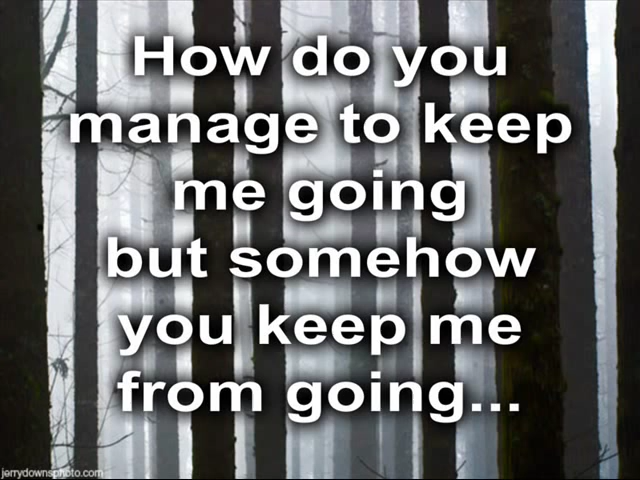 How do you
manage to keep
me going
but somehow
you keep me
from going...
jerrydownsphoto.com